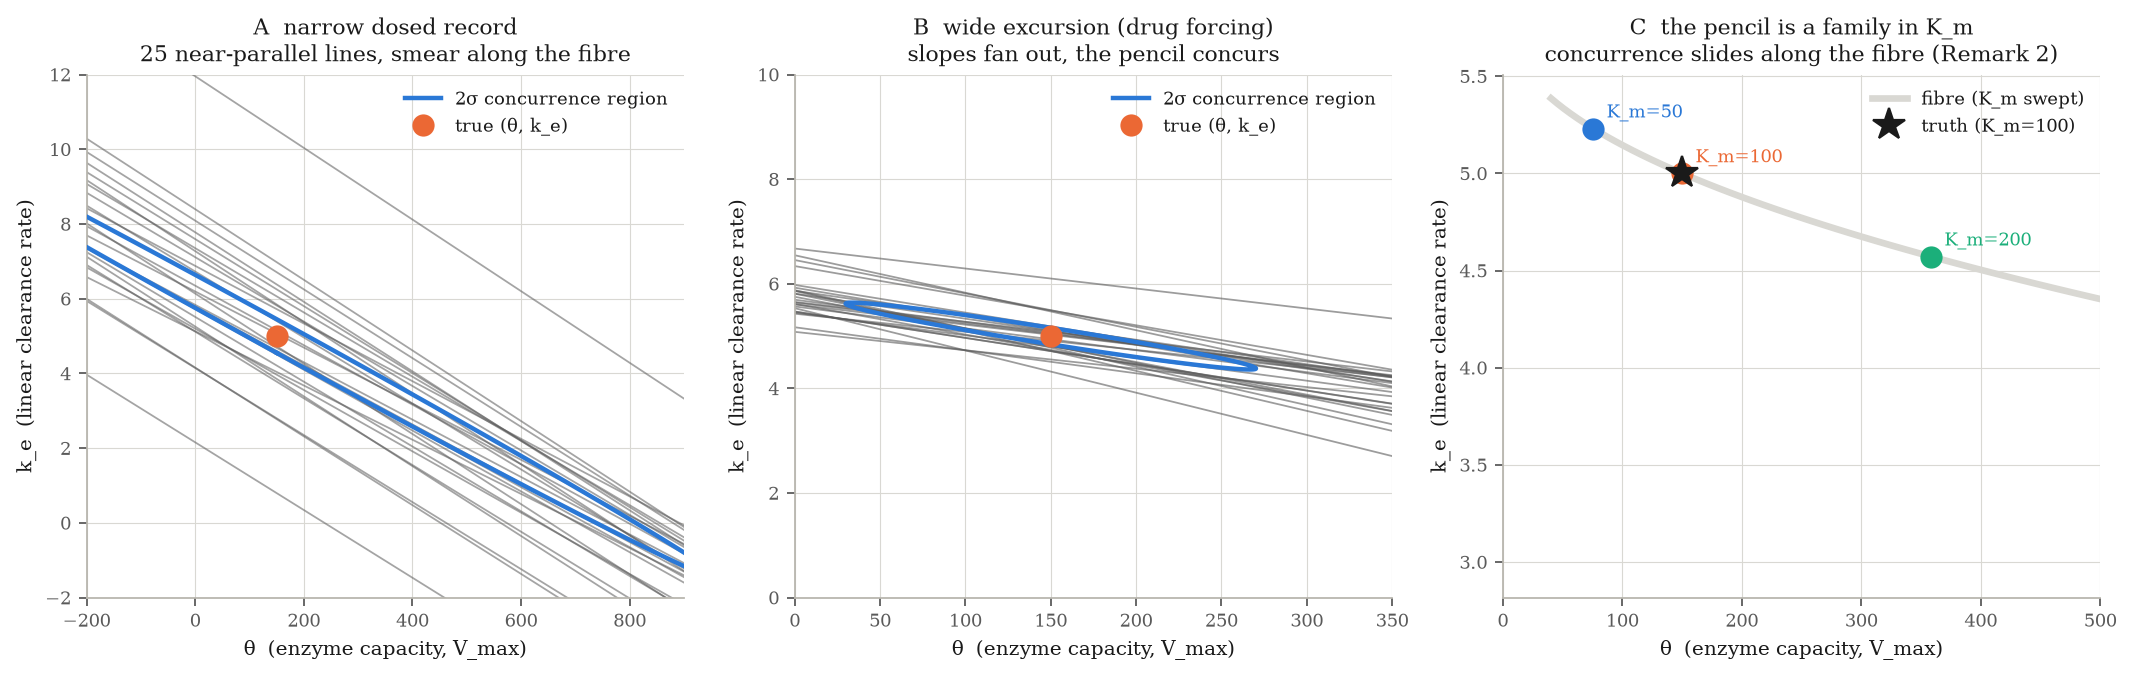 A  narrow dosed record
25 near-parallel lines, smear along the fibre
2σ concurrence region
true (θ, k_e)
12
10
8
6
4
2
0
−2
k_e  (linear clearance rate)
−200
0
200
400
600
800
θ  (enzyme capacity, V_max)
B  wide excursion (drug forcing)
slopes fan out, the pencil concurs
2σ concurrence region
true (θ, k_e)
10
8
6
4
2
0
k_e  (linear clearance rate)
0
50
100
150
200
250
300
350
θ  (enzyme capacity, V_max)
C  the pencil is a family in K_m
concurrence slides along the fibre (Remark 2)
fibre (K_m swept)
truth (K_m=100)
K_m=50
K_m=100
K_m=200
5.5
5.0
4.5
4.0
3.5
3.0
k_e  (linear clearance rate)
0
100
200
300
400
500
θ  (enzyme capacity, V_max)